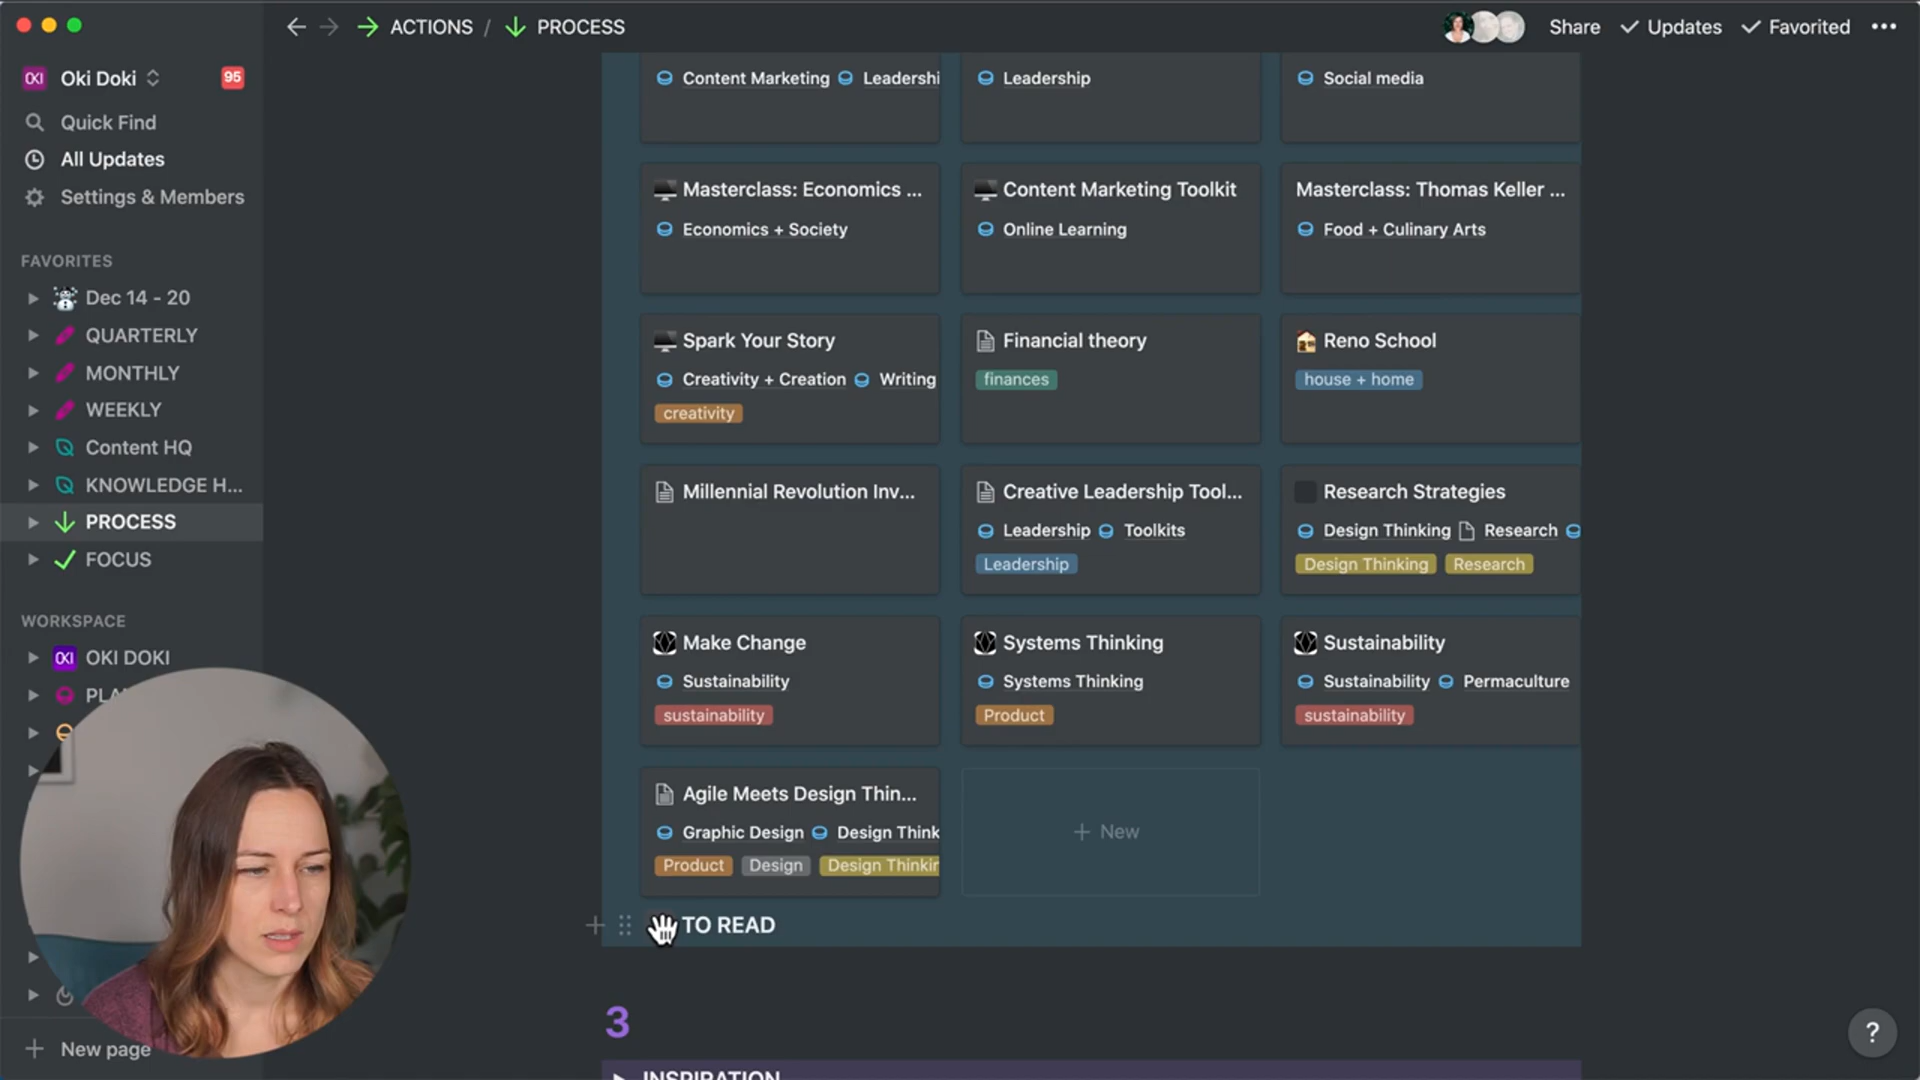 ACTIONS / PROCESS
Share Updates Favorited •••
OKI Oki Doki 95
Quick Find
All Updates
Settings & Members
FAVORITES
Dec 14 - 20
QUARTERLY
MONTHLY
WEEKLY
Content HQ
KNOWLEDGE H...
PROCESS
FOCUS
WORKSPACE
OKI OKI DOKI
+ New page
Content Marketing Leadershi
Leadership
Social media
Masterclass: Economics ...
Economics + Society
Content Marketing Toolkit
Online Learning
Masterclass: Thomas Keller ...
Food + Culinary Arts
Spark Your Story
Creativity + Creation Writing
creativity
Financial theory
finances
Reno School
house + home
Millennial Revolution Inv...
Creative Leadership Tool...
Leadership Toolkits
Leadership
Research Strategies
Design Thinking Research
Design Thinking Research
Make Change
Sustainability
sustainability
Systems Thinking
Systems Thinking
Product
Sustainability
Sustainability Permaculture
sustainability
Agile Meets Design Thin...
Graphic Design Design Think
Product Design Design Thinkin
+ New
TO READ
3
INSPIRATION
?